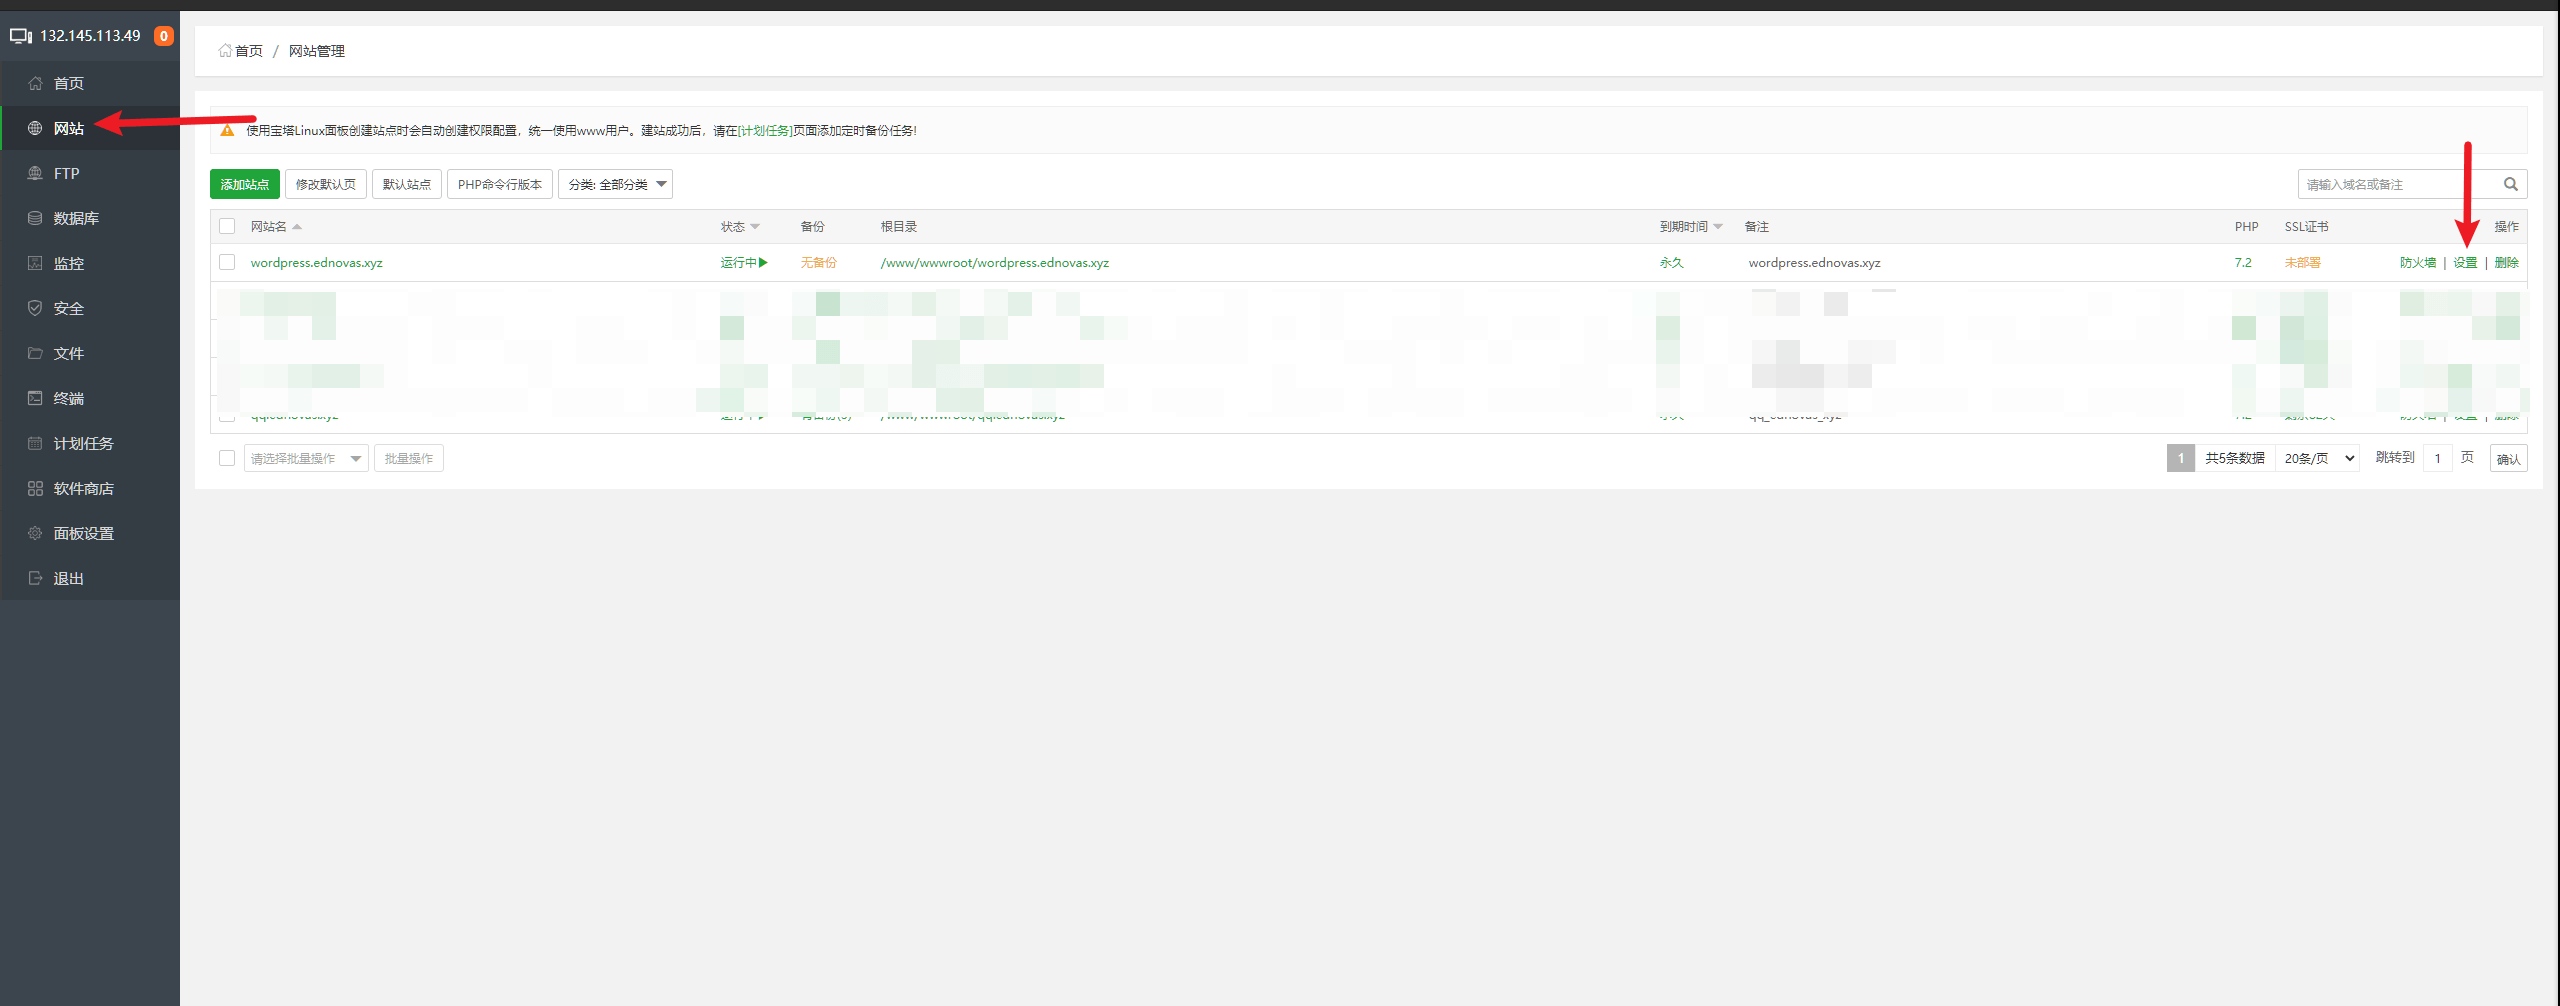 132.145.113.49 0
首页
网站
FTP
数据库
监控
安全
文件
终端
计划任务
软件商店
面板设置
退出
首页 / 网站管理
使用宝塔Linux面板创建站点时会自动创建权限配置，统一使用www用户。建站成功后，请在[计划任务]页面添加定时备份任务!
添加站点 修改默认页 默认站点 PHP命令行版本 分类: 全部分类 请输入域名或备注
网站名 状态 备份 根目录 到期时间 备注 PHP SSL证书 操作
wordpress.ednovas.xyz 运行中 无备份 /www/wwwroot/wordpress.ednovas.xyz 永久 wordpress.ednovas.xyz 7.2 未部署 防火墙 | 设置 | 删除
请选择批量操作 批量操作 1 共5条数据 20条/页 跳转到 1 页 确认